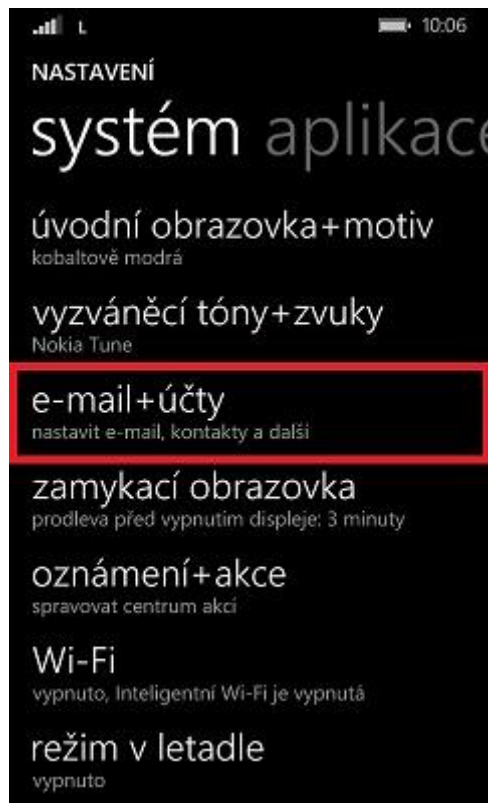 L 10:06
NASTAVENÍ
systém aplikace
úvodní obrazovka+motiv
kobaltově modrá
vyzváněcí tóny+zvuky
Nokia Tune
e-mail+účty
nastavit e-mail, kontakty a další
zamykací obrazovka
prodleva před vypnutím displeje: 3 minuty
oznámení+akce
spravovat centrum akcí
Wi-Fi
vypnuto, Inteligentní Wi-Fi je vypnutá
režim v letadle
vypnuto